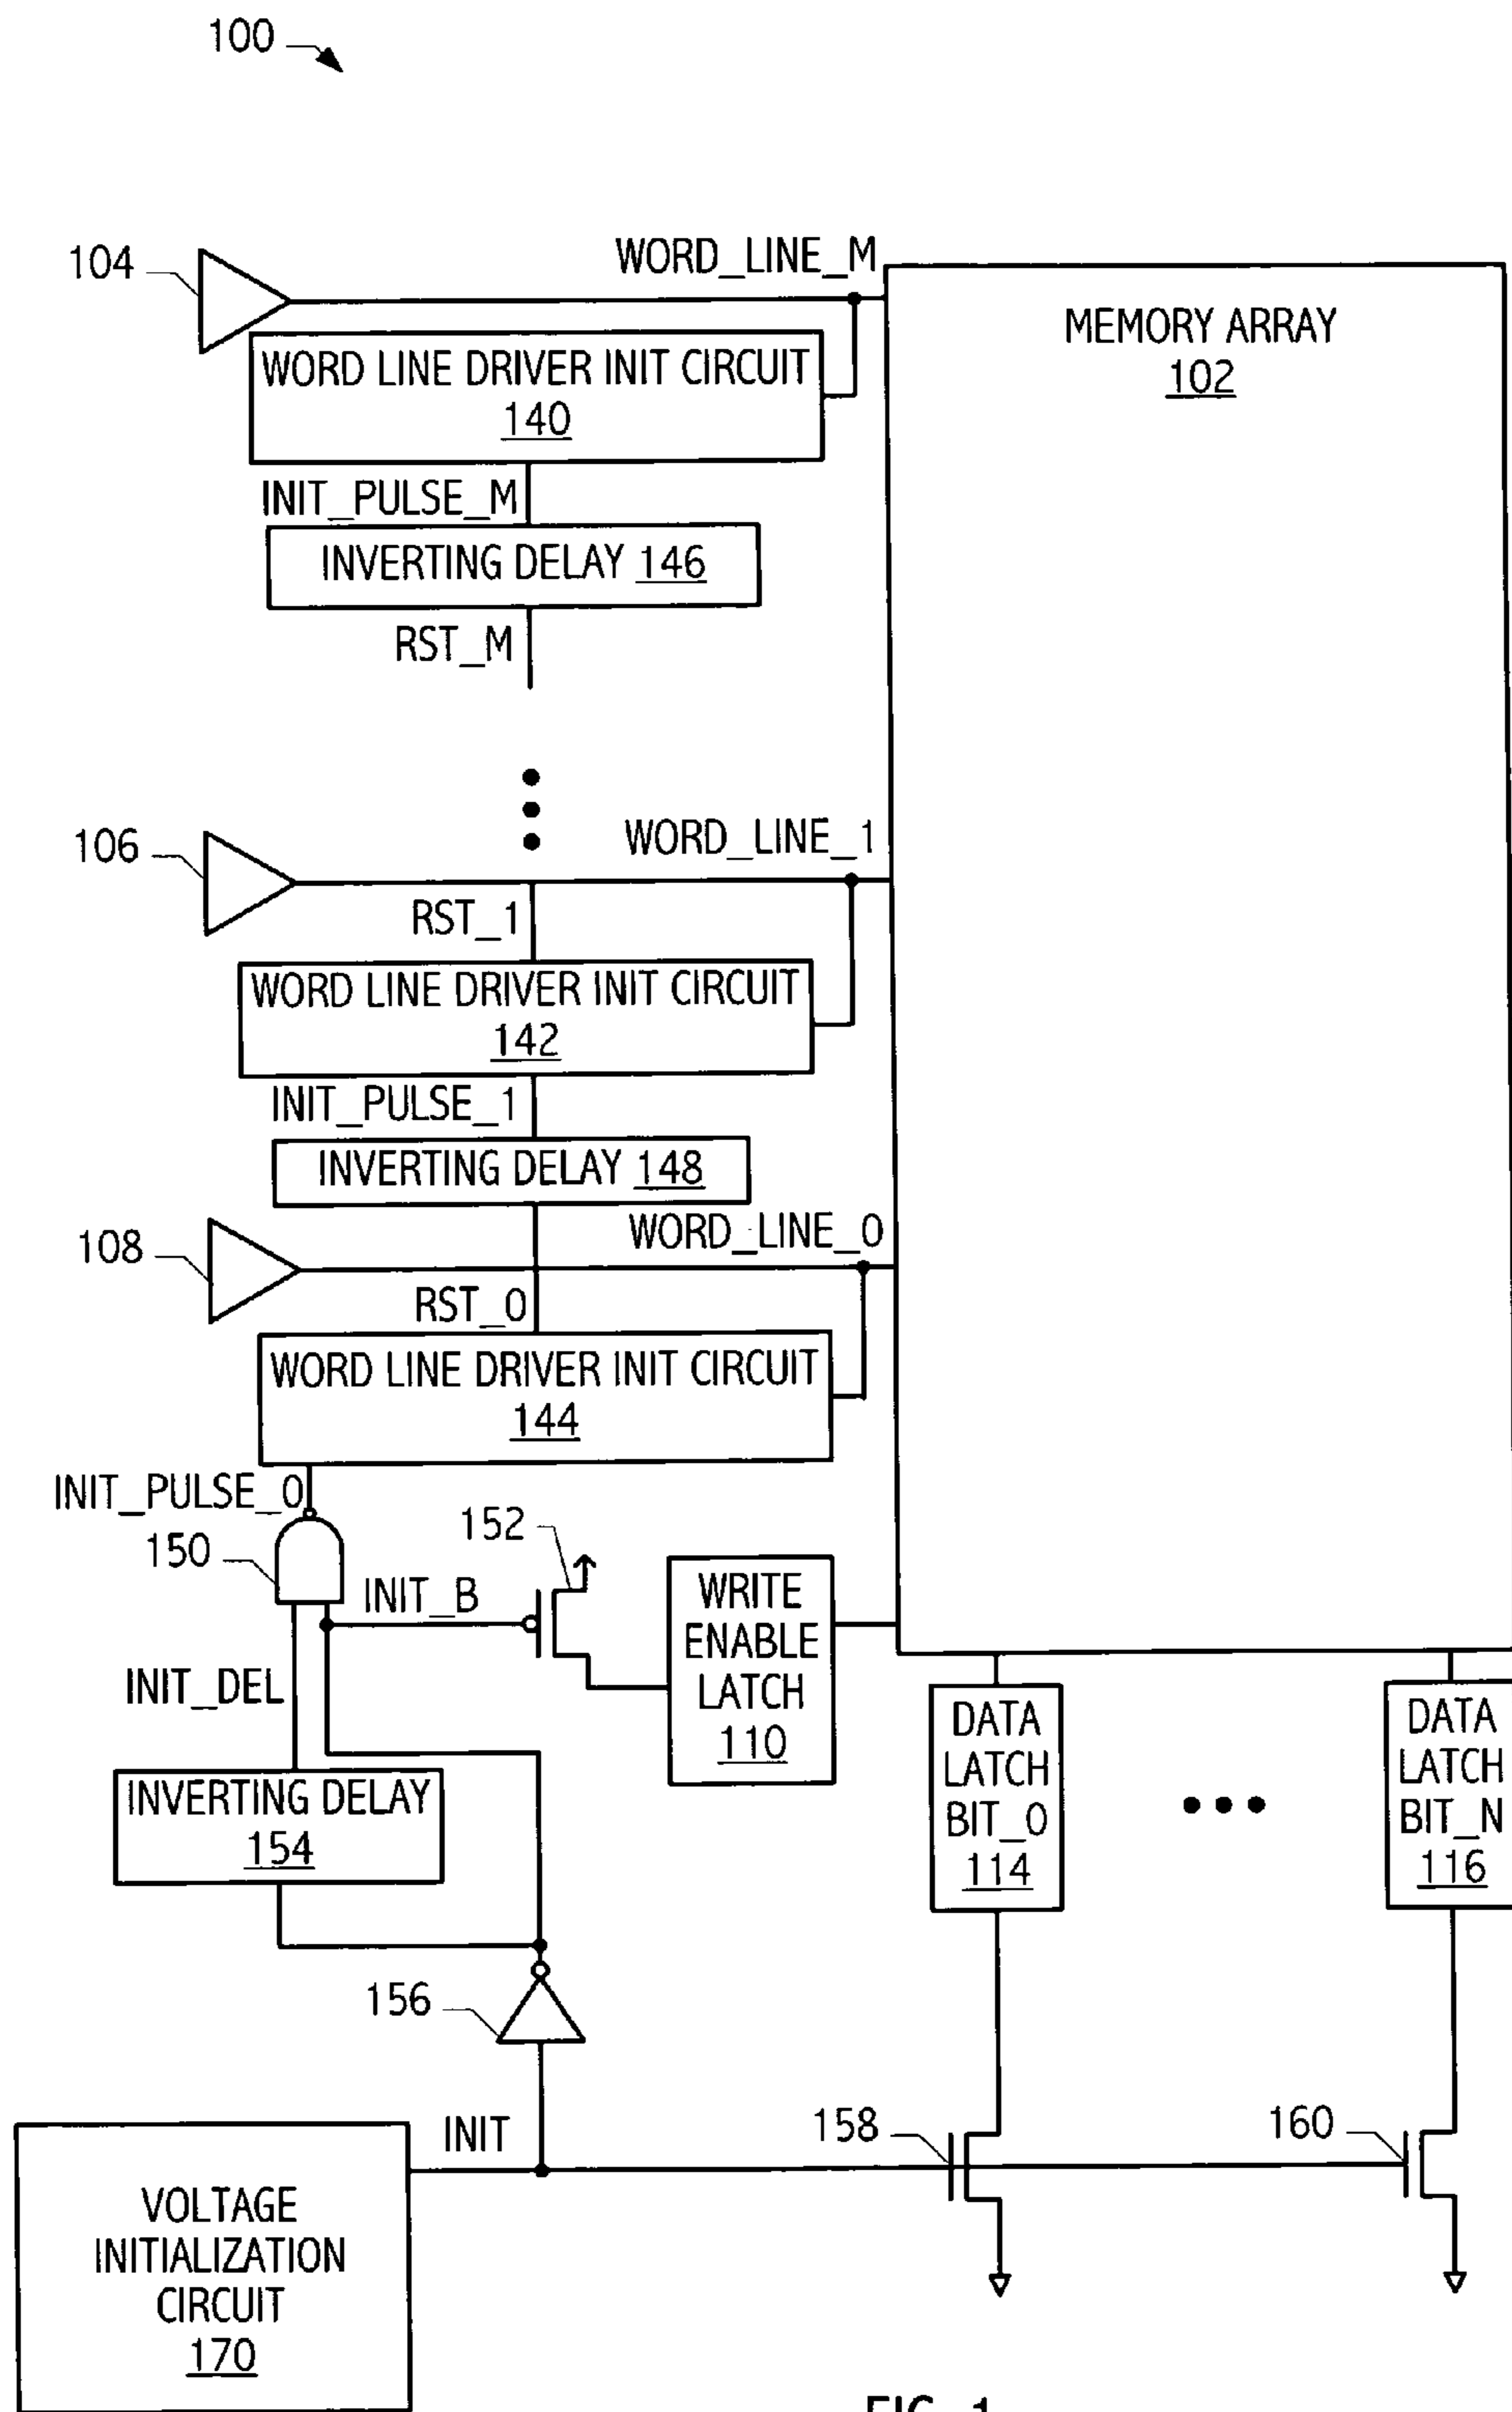 100
104
WORD_LINE_M
MEMORY ARRAY
102
WORD LINE DRIVER INIT CIRCUIT
140
INIT_PULSE_M
INVERTING DELAY 146
RST_M
106
WORD_LINE_1
RST_1
WORD LINE DRIVER INIT CIRCUIT
142
INIT_PULSE_1
INVERTING DELAY 148
108
WORD_LINE_0
RST_0
WORD LINE DRIVER INIT CIRCUIT
144
INIT_PULSE_0
150
152
INIT_B
WRITE
ENABLE
LATCH
110
INIT_DEL
DATA
LATCH
BIT_0
114
DATA
LATCH
BIT_N
116
INVERTING DELAY
154
156
INIT
158
160
VOLTAGE
INITIALIZATION
CIRCUIT
170
FIG. 1